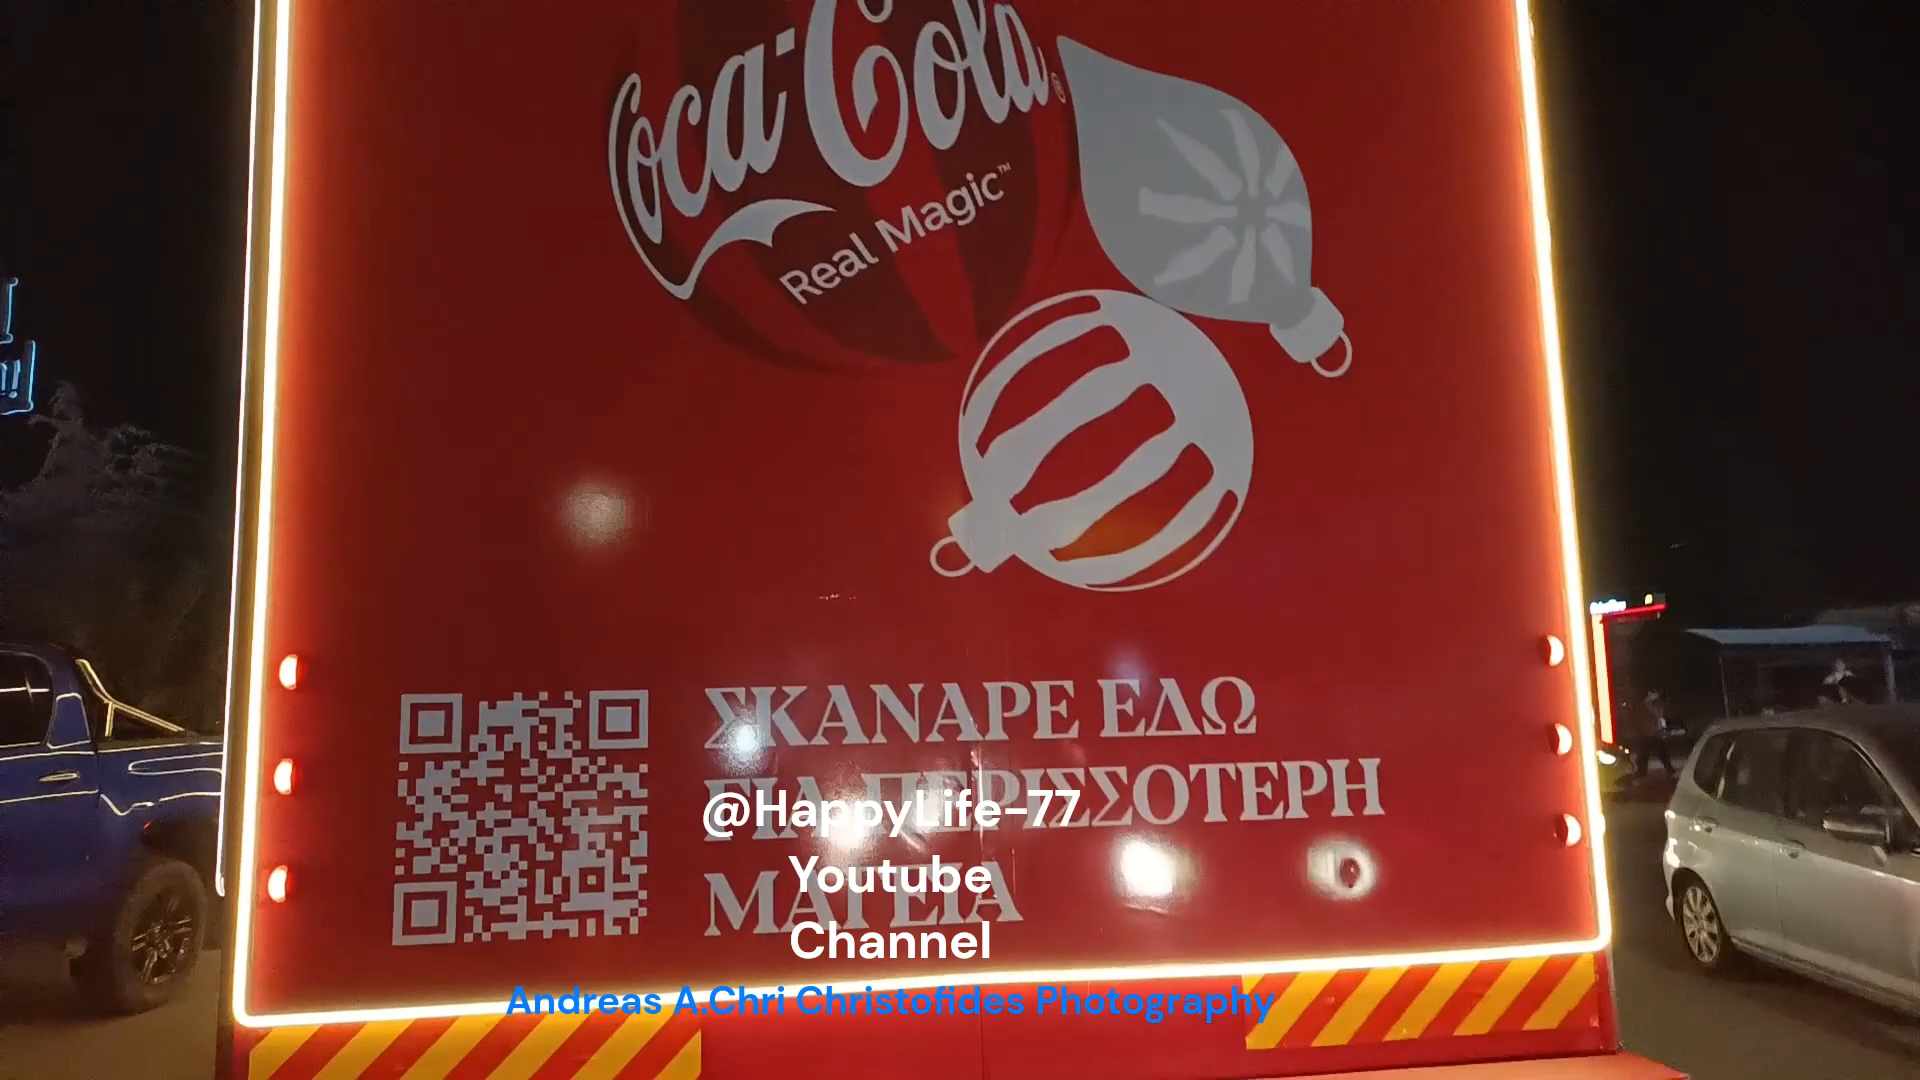 Coca-Cola®
Real Magic™
ΣΚΑΝΑΡΕ ΕΔΩ
ΓΙΑ ΠΕΡΙΣΣΟΤΕΡΗ
ΜΑΓΕΙΑ
@HappyLife-77
Youtube
Channel
Andreas A.Chri Christofides Photography